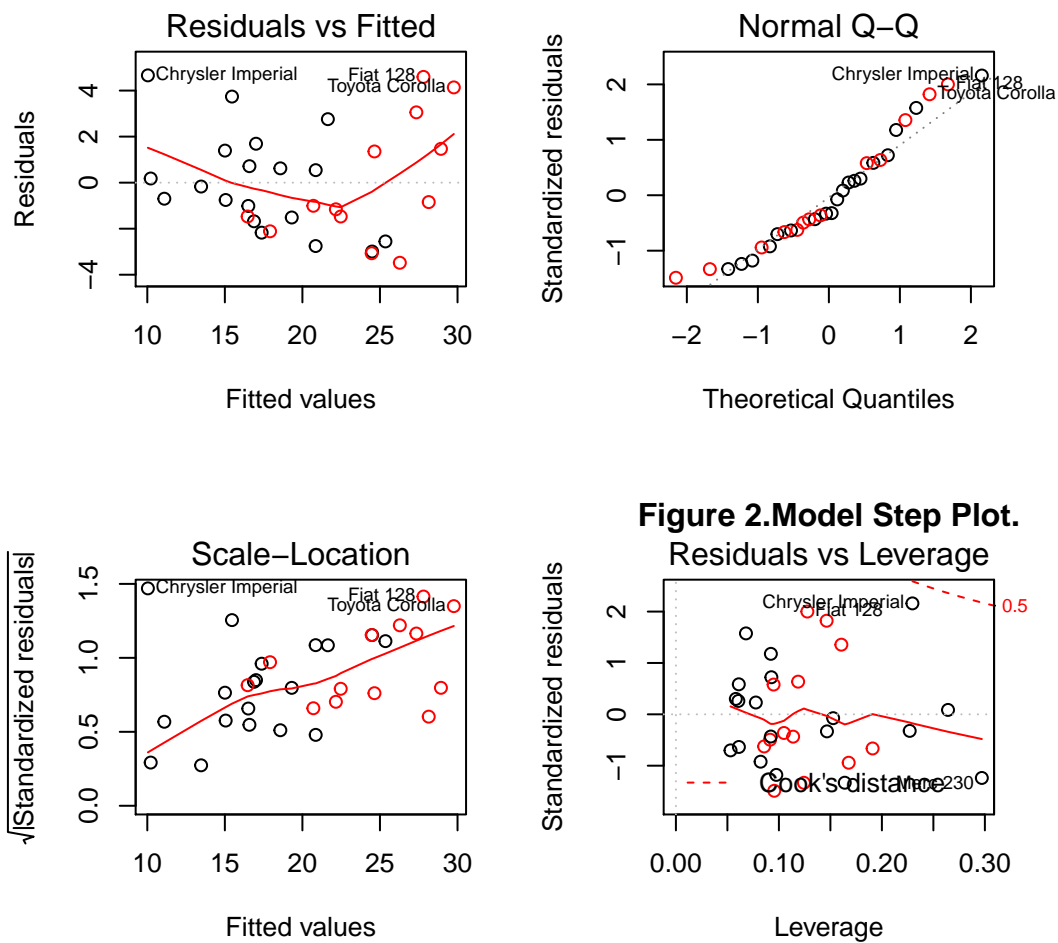 Residuals vs Fitted
Residuals
4
2
0
−4
Chrysler Imperial
Fiat 128
Toyota Corolla
10 15 20 25 30
Fitted values
Normal Q−Q
Standardized residuals
2
1
0
−1
Chrysler Imperial
Fiat 128
Toyota Corolla
−2 −1 0 1 2
Theoretical Quantiles
Scale−Location
√|Standardized residuals|
1.5
1.0
0.5
0.0
Chrysler Imperial
Fiat 128
Toyota Corolla
10 15 20 25 30
Fitted values
Figure 2.Model Step Plot.
Residuals vs Leverage
Standardized residuals
2
1
0
−1
Chrysler Imperial
Fiat 128
0.5
Cook's distance
Merc 230
0.00 0.10 0.20 0.30
Leverage